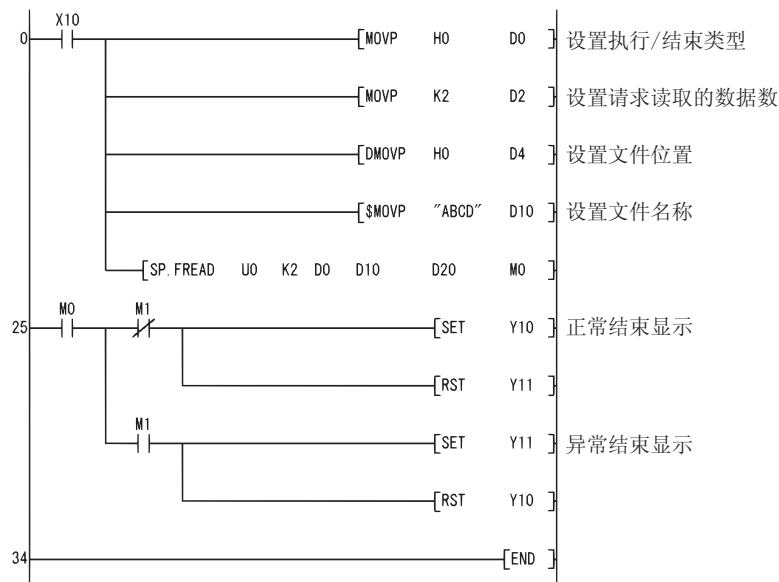 X10
0 MOVP H0 D0 设置执行/结束类型
MOVP K2 D2 设置请求读取的数据数
DMOVP H0 D4 设置文件位置
$MOVP "ABCD" D10 设置文件名称
SP.FREAD U0 K2 D0 D10 D20 M0
M0 M1
25 SET Y10 正常结束显示
RST Y11
M1
SET Y11 异常结束显示
RST Y10
34 END